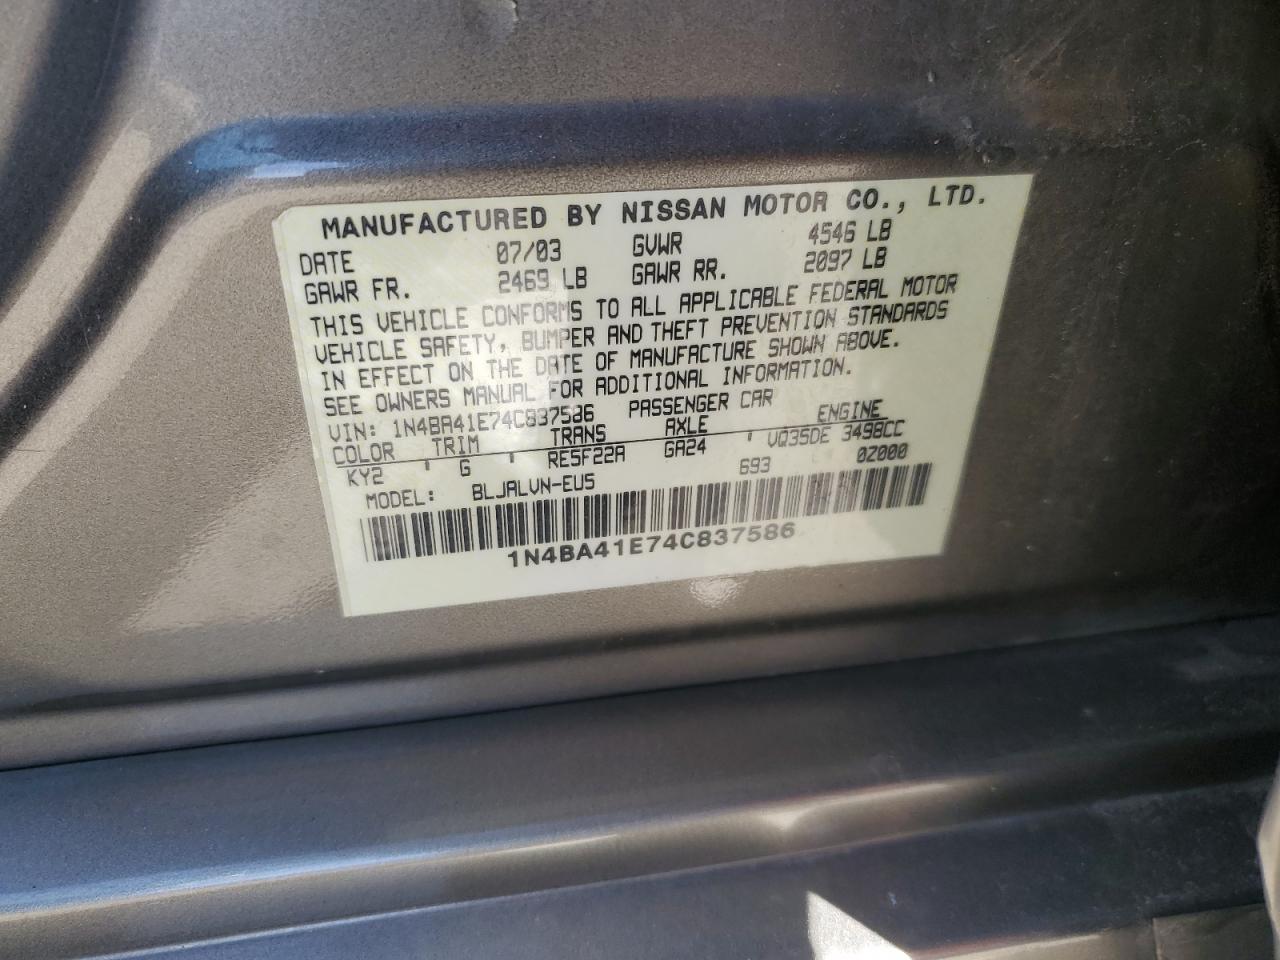 MANUFACTURED BY NISSAN MOTOR CO., LTD.
DATE 07/03 GVWR 4546 LB
GAWR FR. 2469 LB GAWR RR. 2097 LB
THIS VEHICLE CONFORMS TO ALL APPLICABLE FEDERAL MOTOR
VEHICLE SAFETY, BUMPER AND THEFT PREVENTION STANDARDS
IN EFFECT ON THE DATE OF MANUFACTURE SHOWN ABOVE.
SEE OWNERS MANUAL FOR ADDITIONAL INFORMATION.
VIN: 1N4BA41E74C837586 PASSENGER CAR
COLOR TRIM TRANS AXLE ENGINE
KY2 ' G ' RE5F22A GA24 ' VQ35DE 3498CC
MODEL: BLJALVN-EU5 693 0Z000
1N4BA41E74C837586